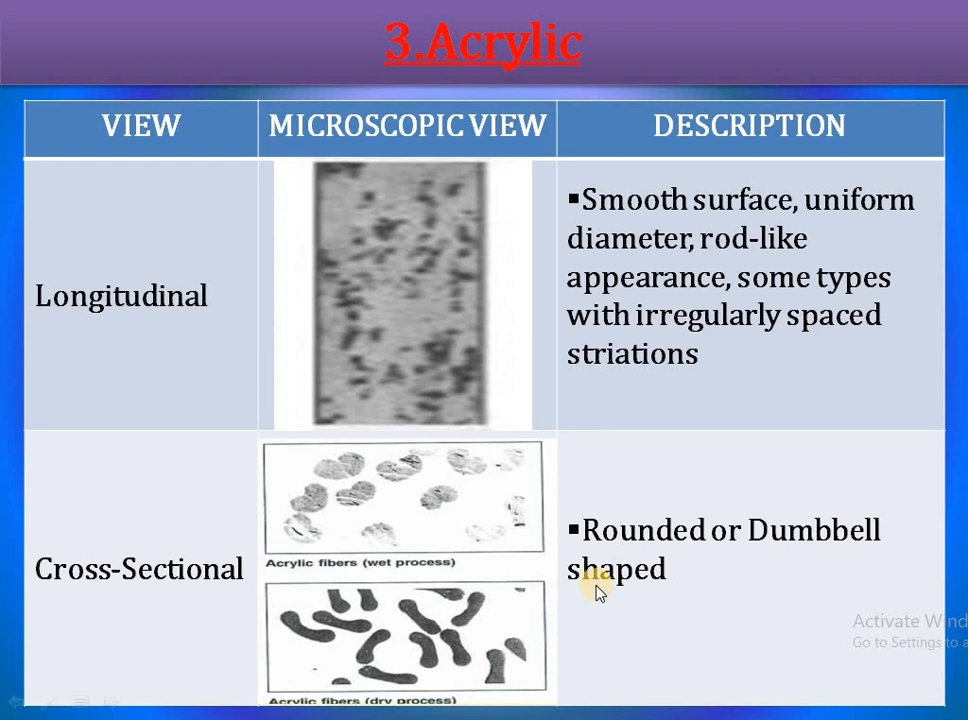 3.Acrylic
VIEW
MICROSCOPIC VIEW
DESCRIPTION
Longitudinal
▪Smooth surface, uniform
diameter, rod-like
appearance, some types
with irregularly spaced
striations
Cross-Sectional
Acrylic fibers (wet process)
Acrylic fibers (dry process)
▪Rounded or Dumbbell
shaped
Activate Wind
Go to Settings to a